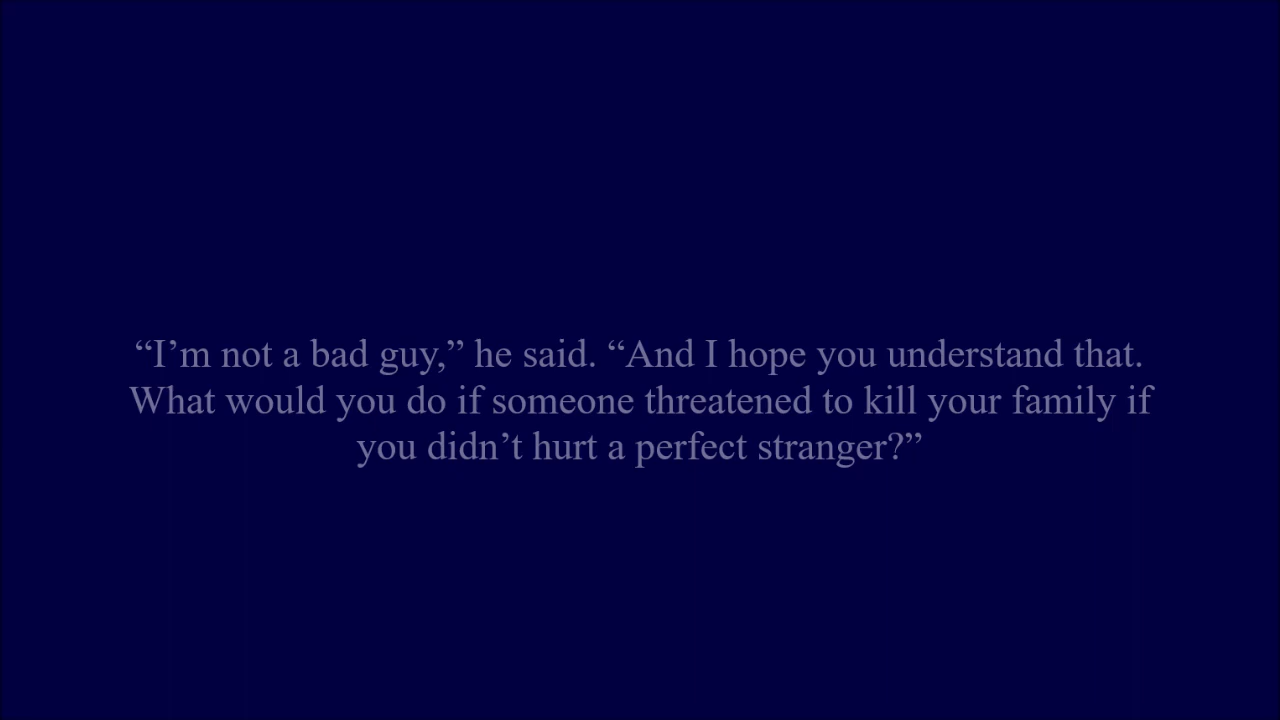 “I’m not a bad guy,” he said. “And I hope you understand that.
What would you do if someone threatened to kill your family if
you didn’t hurt a perfect stranger?”